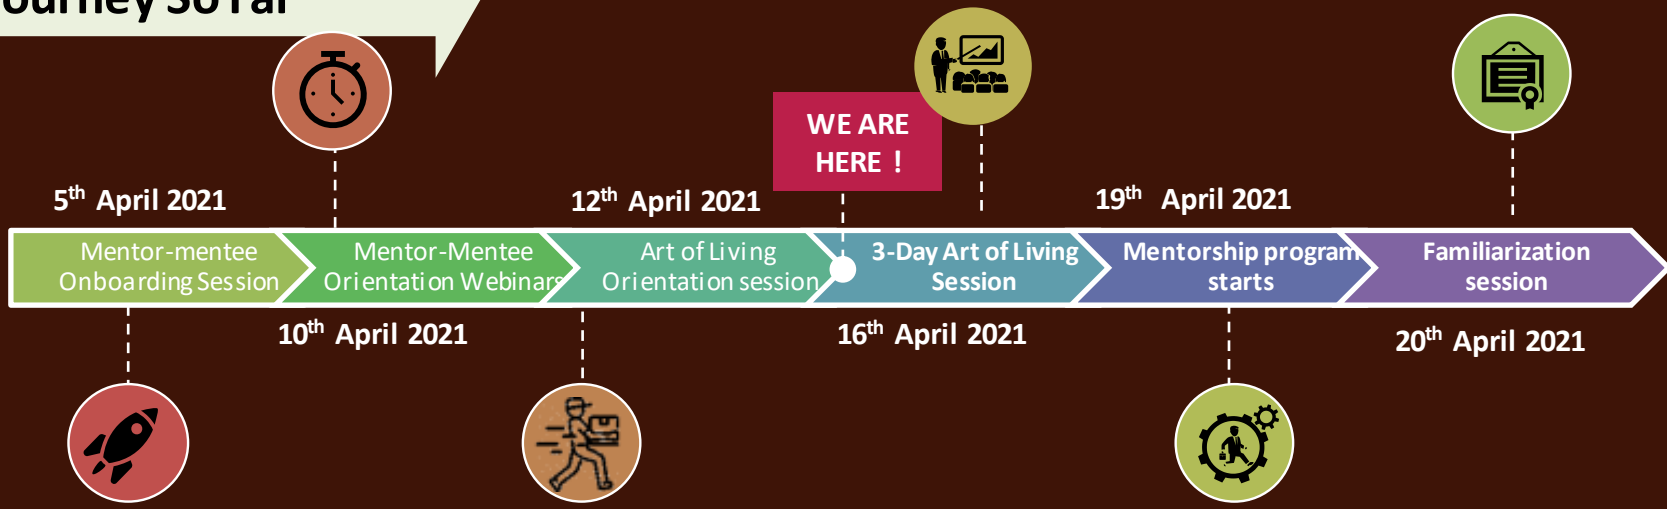 ourney So Far
WE ARE
HERE !
5th April 2021
12th April 2021
19th April 2021
Mentor-mentee
Onboarding Session
Mentor-Mentee
Orientation Webinars
Art of Living
Orientation session
3-Day Art of Living
Session
Mentorship program
starts
Familiarization
session
10th April 2021
16th April 2021
20th April 2021